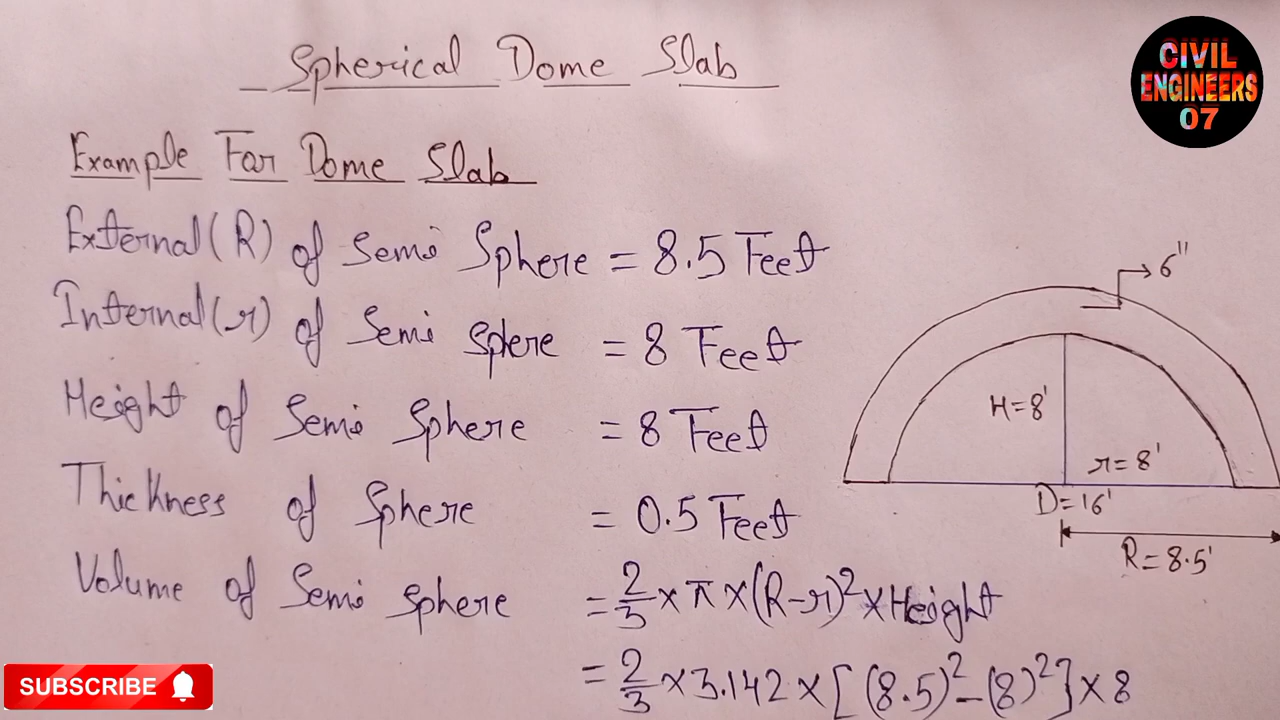 Spherical Dome Slab
CIVIL
ENGINEERS
07
Example For Dome Slab
External(R) of Semi Sphere = 8.5 Feet
Internal(r) of Semi Sphere = 8 Feet
Height of Semi Sphere = 8 Feet
Thickness of Sphere = 0.5 Feet
Volume of Semi Sphere = 2/3 × π × (R-r)² × Height
= 2/3 × 3.142 × [(8.5)² - (8)²] × 8
6"
H=8'
r=8'
D=16'
R=8.5'
SUBSCRIBE